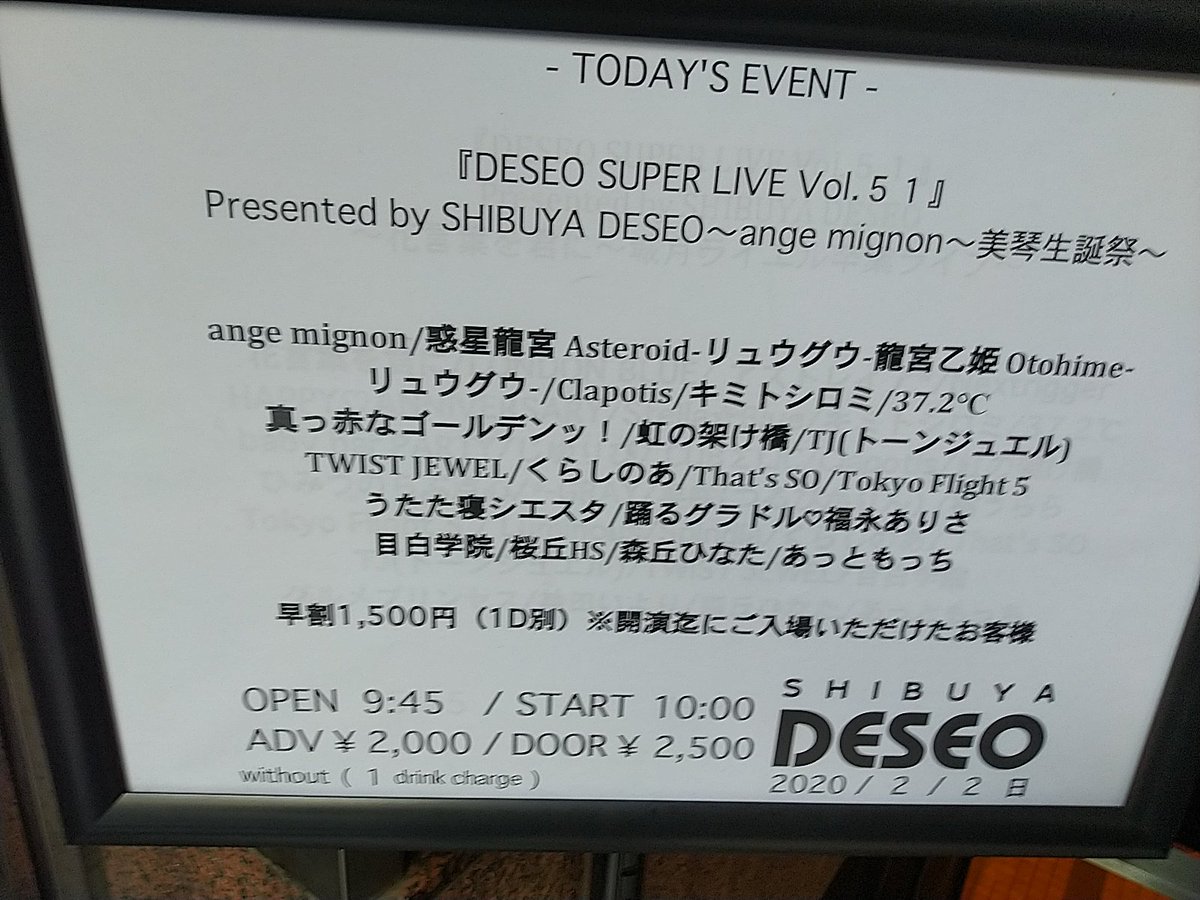 - TODAY'S EVENT -
『DESEO SUPER LIVE Vol.５１』
Presented by SHIBUYA DESEO～ange mignon～美琴生誕祭～
ange mignon/惑星龍宮 Asteroid-リュウグウ-龍宮乙姫 Otohime-
リュウグウ-/Clapotis/キミトシロミ/37.2℃
真っ赤なゴールデンッ！/虹の架け橋/TJ(トーンジュエル)
TWIST JEWEL/くらしのあ/That's SO/Tokyo Flight 5
うたた寝シエスタ/踊るグラドル♡福永ありさ
目白学院/桜丘HS/森丘ひなた/あっともっち
早割1,500円（1D別）※開演迄にご入場いただけたお客様
OPEN 9:45 / START 10:00
ADV ¥ 2,000 / DOOR ¥ 2,500
without ( 1 drink charge )
SHIBUYA
DESEO
2020 / 2 / 2 日